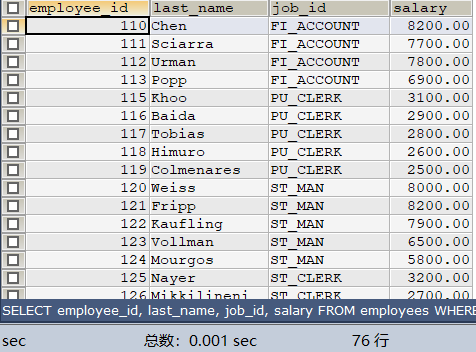 employee_id last_name job_id salary
110 Chen FI_ACCOUNT 8200.00
111 Sciarra FI_ACCOUNT 7700.00
112 Urman FI_ACCOUNT 7800.00
113 Popp FI_ACCOUNT 6900.00
115 Khoo PU_CLERK 3100.00
116 Baida PU_CLERK 2900.00
117 Tobias PU_CLERK 2800.00
118 Himuro PU_CLERK 2600.00
119 Colmenares PU_CLERK 2500.00
120 Weiss ST_MAN 8000.00
121 Fripp ST_MAN 8200.00
122 Kaufling ST_MAN 7900.00
123 Vollman ST_MAN 6500.00
124 Mourgos ST_MAN 5800.00
125 Nayer ST_CLERK 3200.00
126 Mikkilineni ST_CLERK 2700.00
SELECT employee_id, last_name, job_id, salary FROM employees WHERE
sec 总数: 0.001 sec 76 行